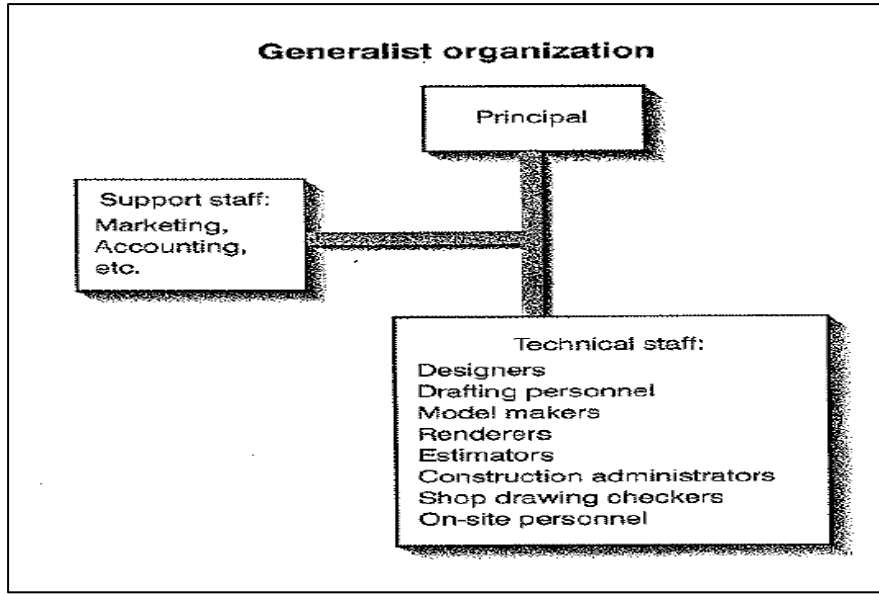 Generalist organization
Principal
Support staff:
Marketing,
Accounting,
etc.
Technical staff:
Designers
Drafting personnel
Model makers
Renderers
Estimators
Construction administrators
Shop drawing checkers
On-site personnel